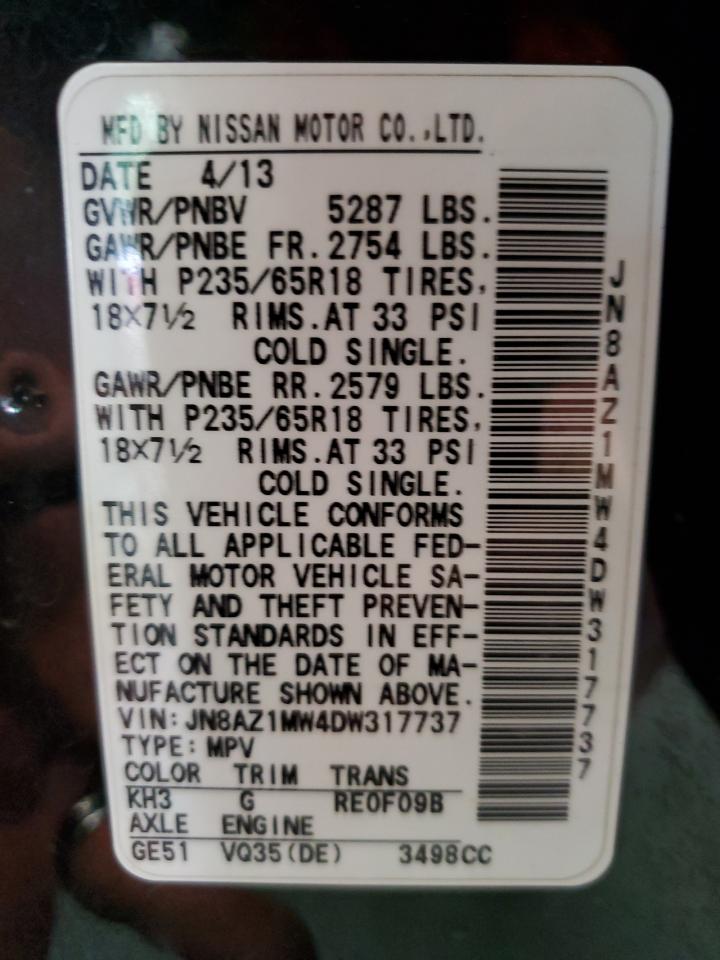 MFD BY NISSAN MOTOR CO.,LTD.
DATE 4/13
GVWR/PNBV 5287 LBS.
GAWR/PNBE FR. 2754 LBS.
WITH P235/65R18 TIRES,
18×7½ RIMS.AT 33 PSI
COLD SINGLE.
GAWR/PNBE RR. 2579 LBS.
WITH P235/65R18 TIRES,
18×7½ RIMS.AT 33 PSI
COLD SINGLE.
THIS VEHICLE CONFORMS
TO ALL APPLICABLE FED-
ERAL MOTOR VEHICLE SA-
FETY AND THEFT PREVEN-
TION STANDARDS IN EFF-
ECT ON THE DATE OF MA-
NUFACTURE SHOWN ABOVE.
VIN:JN8AZ1MW4DW317737
TYPE:MPV
COLOR TRIM TRANS
KH3 G RE0F09B
AXLE ENGINE
GE51 VQ35(DE) 3498CC
JN8AZ1MW4DW317737